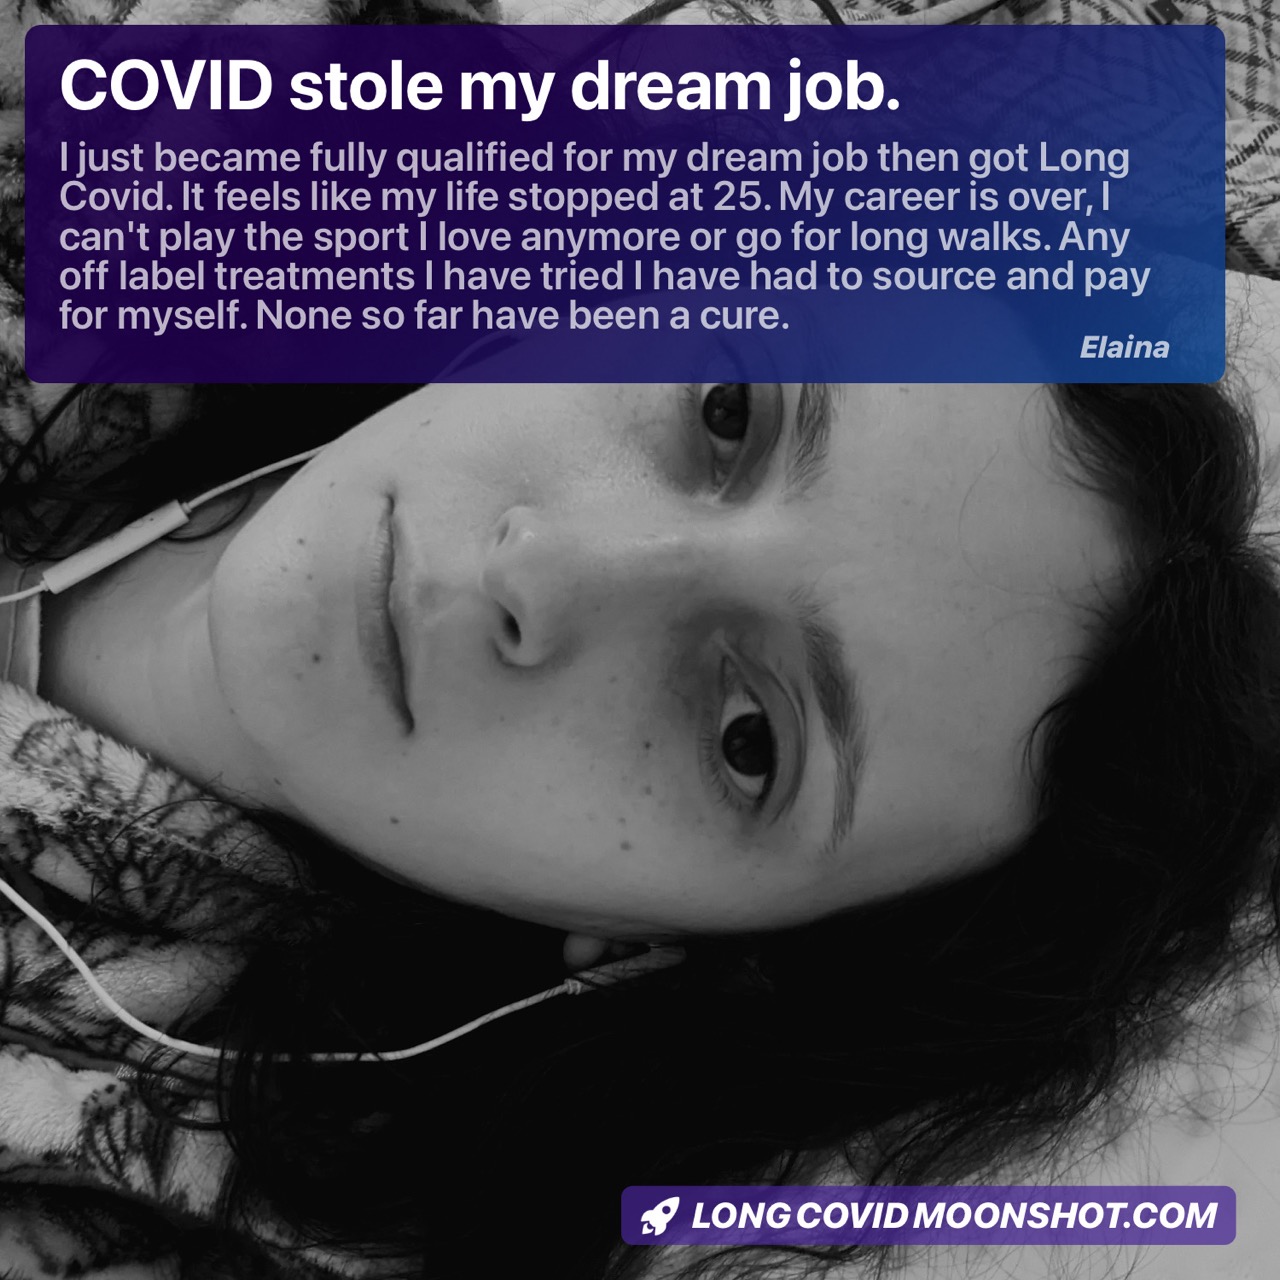 COVID stole my dream job.
I just became fully qualified for my dream job then got Long
Covid. It feels like my life stopped at 25. My career is over, I
can't play the sport I love anymore or go for long walks. Any
off label treatments I have tried I have had to source and pay
for myself. None so far have been a cure.
Elaina
LONG COVID MOONSHOT.COM